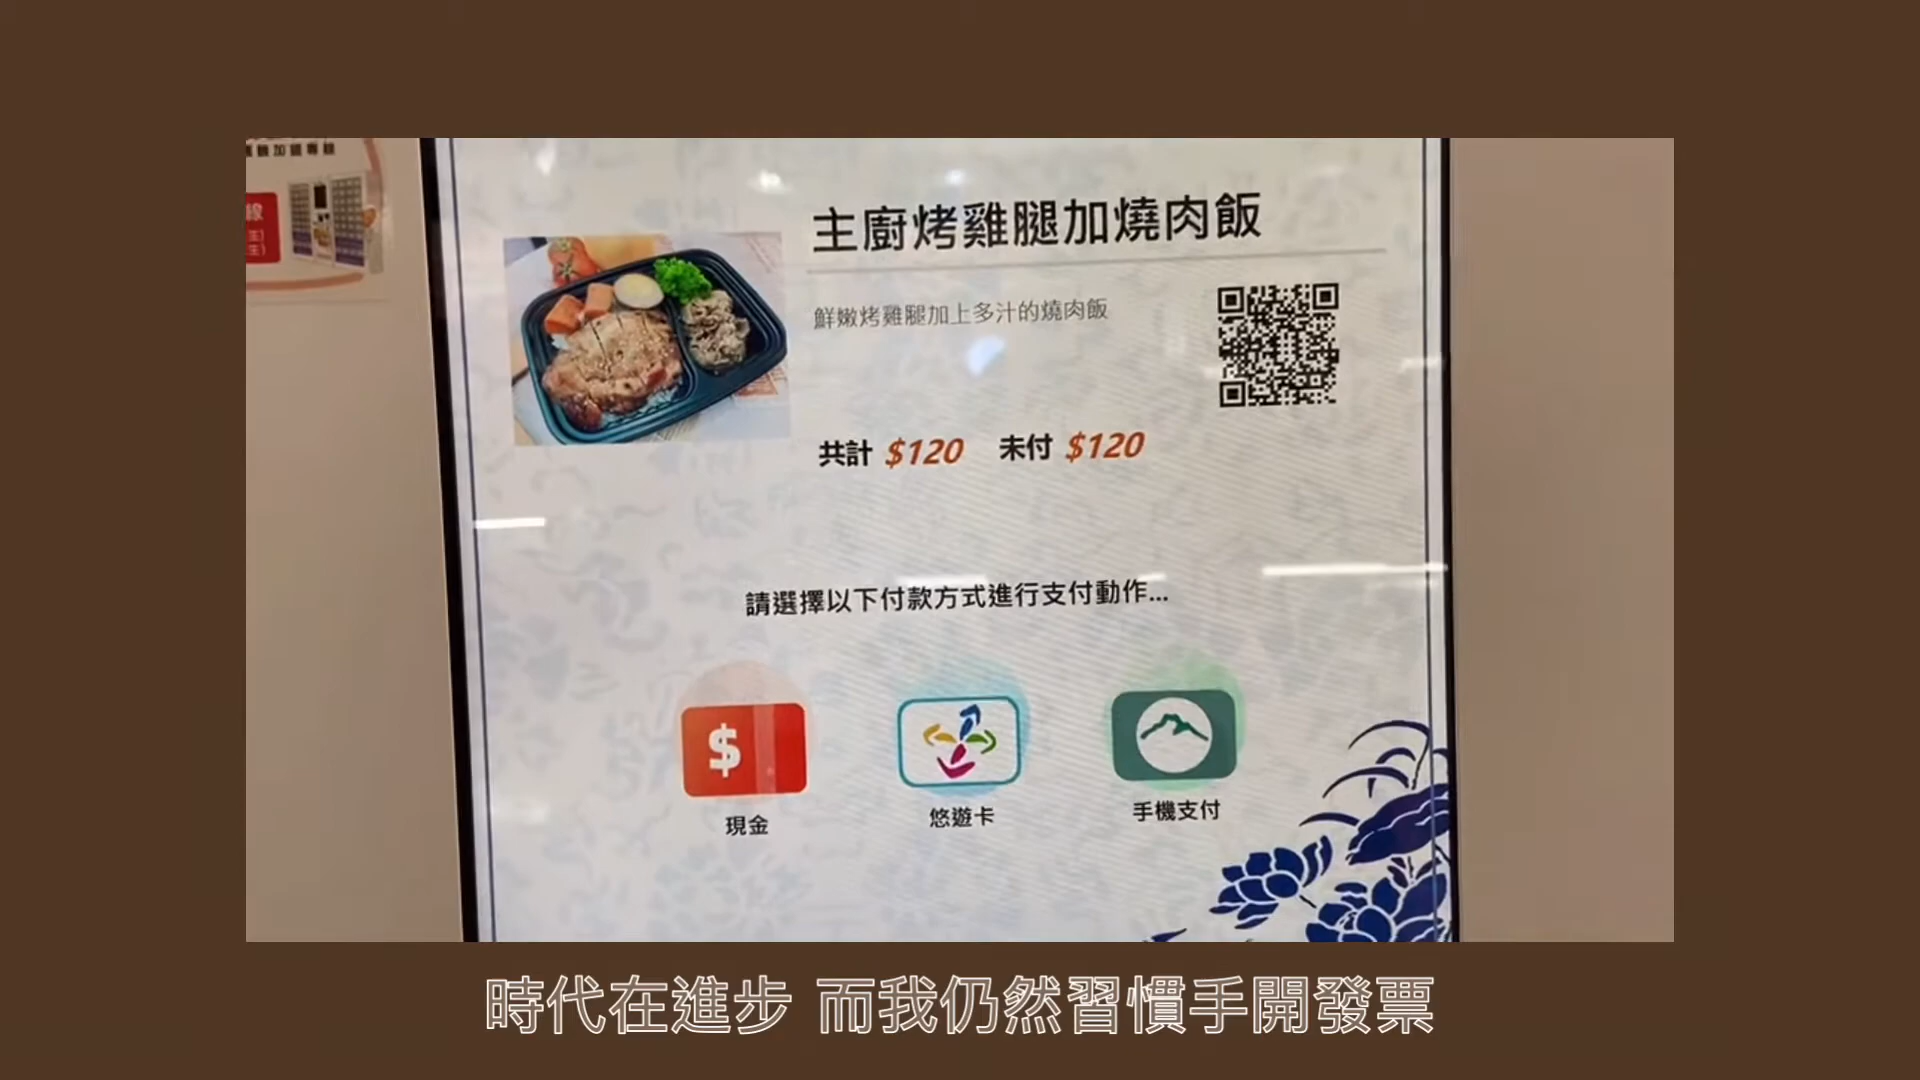 主廚烤雞腿加燒肉飯
鮮嫩烤雞腿加上多汁的燒肉飯
共計 $120 未付 $120
請選擇以下付款方式進行支付動作...
$
現金
悠遊卡
手機支付
時代在進步 而我仍然習慣手開發票